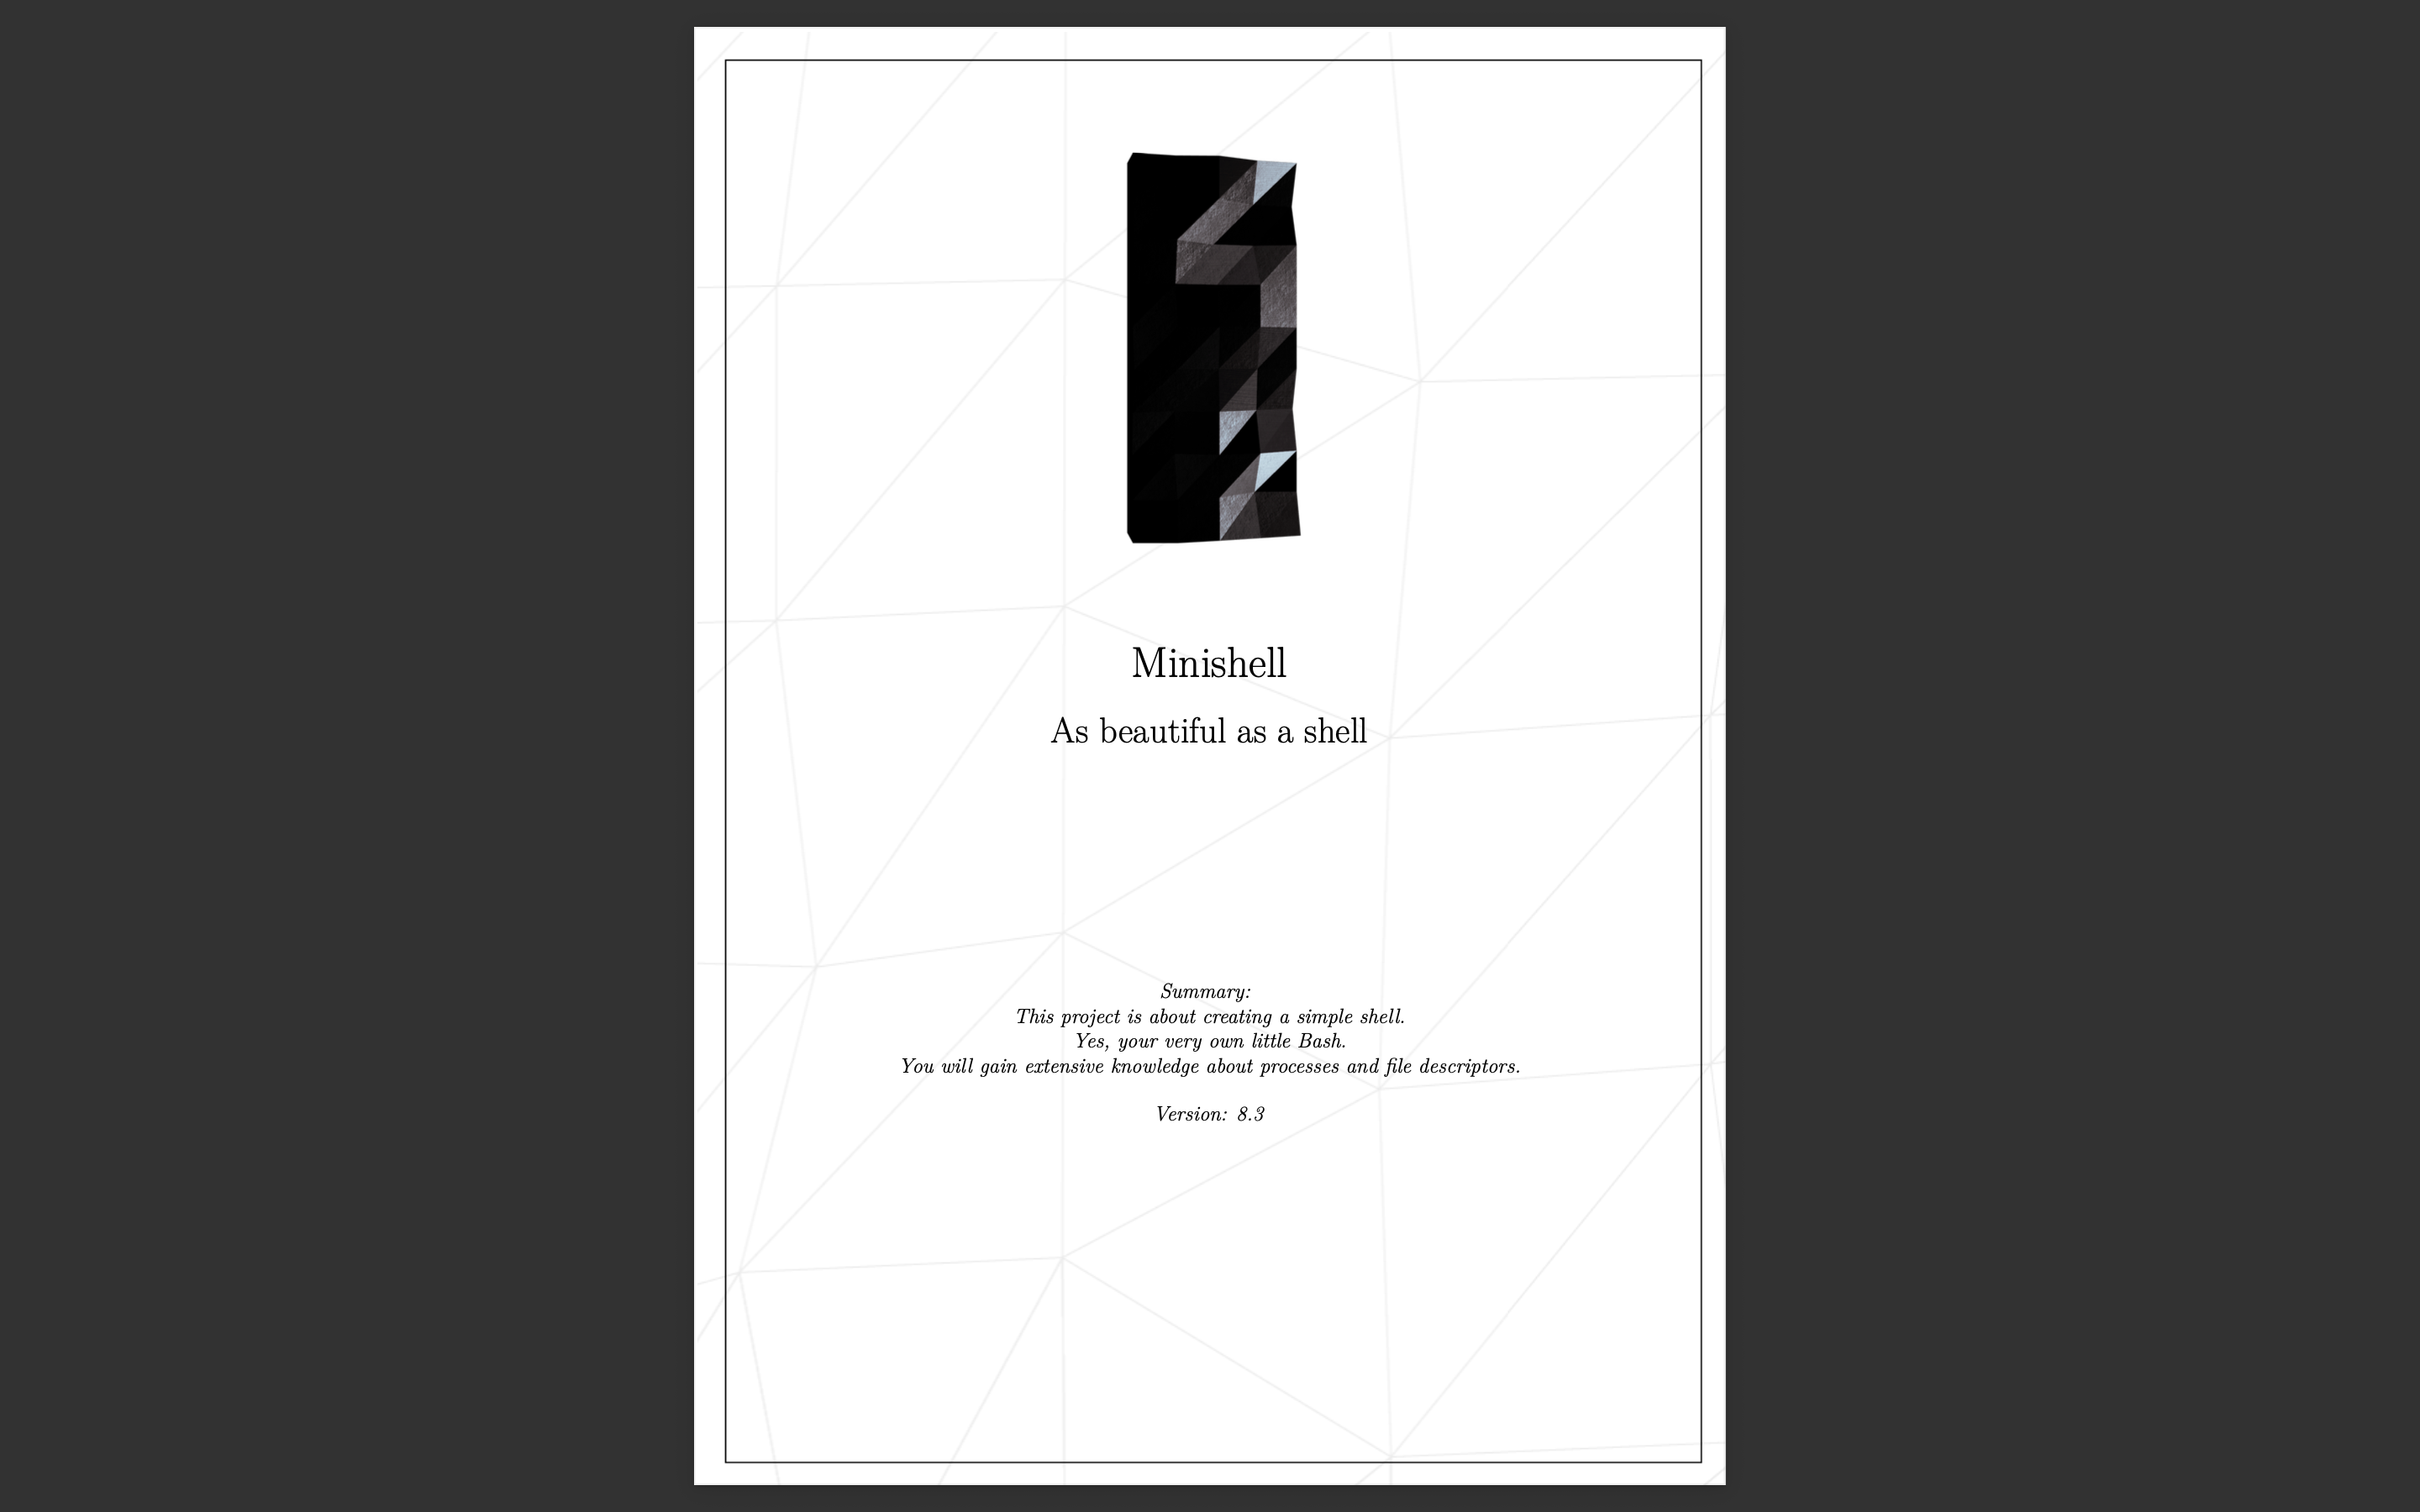 Minishell
As beautiful as a shell
Summary:
This project is about creating a simple shell.
Yes, your very own little Bash.
You will gain extensive knowledge about processes and file descriptors.
Version: 8.3